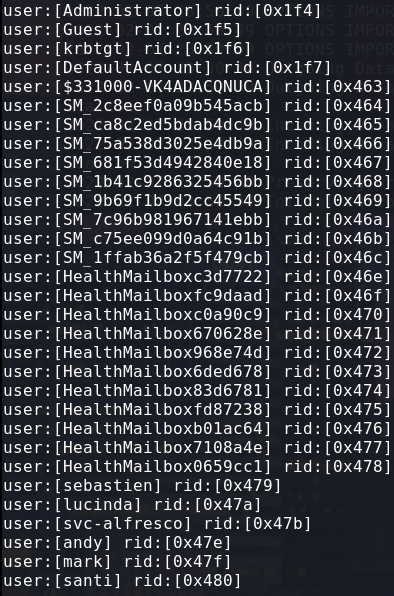 user:[Administrator] rid:[0x1f4]
user:[Guest] rid:[0x1f5]
user:[krbtgt] rid:[0x1f6]
user:[DefaultAccount] rid:[0x1f7]
user:[$331000-VK4ADACQNUCA] rid:[0x463]
user:[SM_2c8eef0a09b545acb] rid:[0x464]
user:[SM_ca8c2ed5bdab4dc9b] rid:[0x465]
user:[SM_75a538d3025e4db9a] rid:[0x466]
user:[SM_681f53d4942840e18] rid:[0x467]
user:[SM_1b41c9286325456bb] rid:[0x468]
user:[SM_9b69f1b9d2cc45549] rid:[0x469]
user:[SM_7c96b981967141ebb] rid:[0x46a]
user:[SM_c75ee099d0a64c91b] rid:[0x46b]
user:[SM_1ffab36a2f5f479cb] rid:[0x46c]
user:[HealthMailboxc3d7722] rid:[0x46e]
user:[HealthMailboxfc9daad] rid:[0x46f]
user:[HealthMailboxc0a90c9] rid:[0x470]
user:[HealthMailbox670628e] rid:[0x471]
user:[HealthMailbox968e74d] rid:[0x472]
user:[HealthMailbox6ded678] rid:[0x473]
user:[HealthMailbox83d6781] rid:[0x474]
user:[HealthMailboxfd87238] rid:[0x475]
user:[HealthMailboxb01ac64] rid:[0x476]
user:[HealthMailbox7108a4e] rid:[0x477]
user:[HealthMailbox0659cc1] rid:[0x478]
user:[sebastien] rid:[0x479]
user:[lucinda] rid:[0x47a]
user:[svc-alfresco] rid:[0x47b]
user:[andy] rid:[0x47e]
user:[mark] rid:[0x47f]
user:[santi] rid:[0x480]